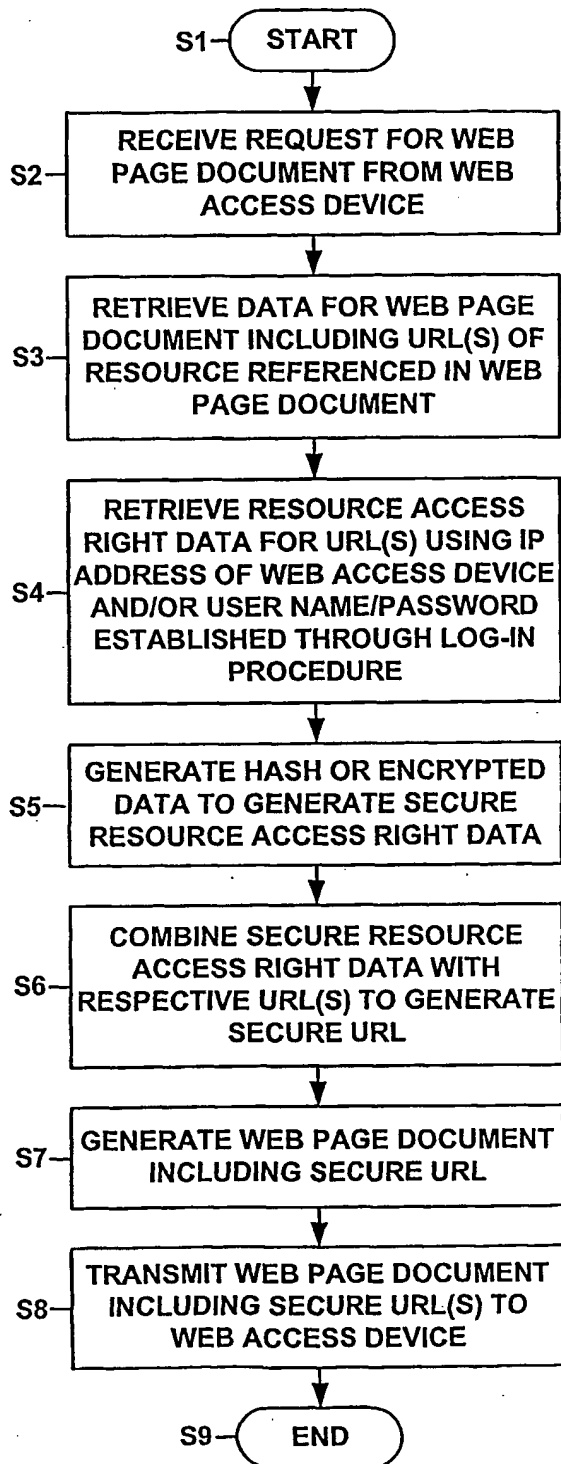 S1 START
S2 RECEIVE REQUEST FOR WEB
PAGE DOCUMENT FROM WEB
ACCESS DEVICE
S3 RETRIEVE DATA FOR WEB PAGE
DOCUMENT INCLUDING URL(S) OF
RESOURCE REFERENCED IN WEB
PAGE DOCUMENT
S4 RETRIEVE RESOURCE ACCESS
RIGHT DATA FOR URL(S) USING IP
ADDRESS OF WEB ACCESS DEVICE
AND/OR USER NAME/PASSWORD
ESTABLISHED THROUGH LOG-IN
PROCEDURE
S5 GENERATE HASH OR ENCRYPTED
DATA TO GENERATE SECURE
RESOURCE ACCESS RIGHT DATA
S6 COMBINE SECURE RESOURCE
ACCESS RIGHT DATA WITH
RESPECTIVE URL(S) TO GENERATE
SECURE URL
S7 GENERATE WEB PAGE DOCUMENT
INCLUDING SECURE URL
S8 TRANSMIT WEB PAGE DOCUMENT
INCLUDING SECURE URL(S) TO
WEB ACCESS DEVICE
S9 END